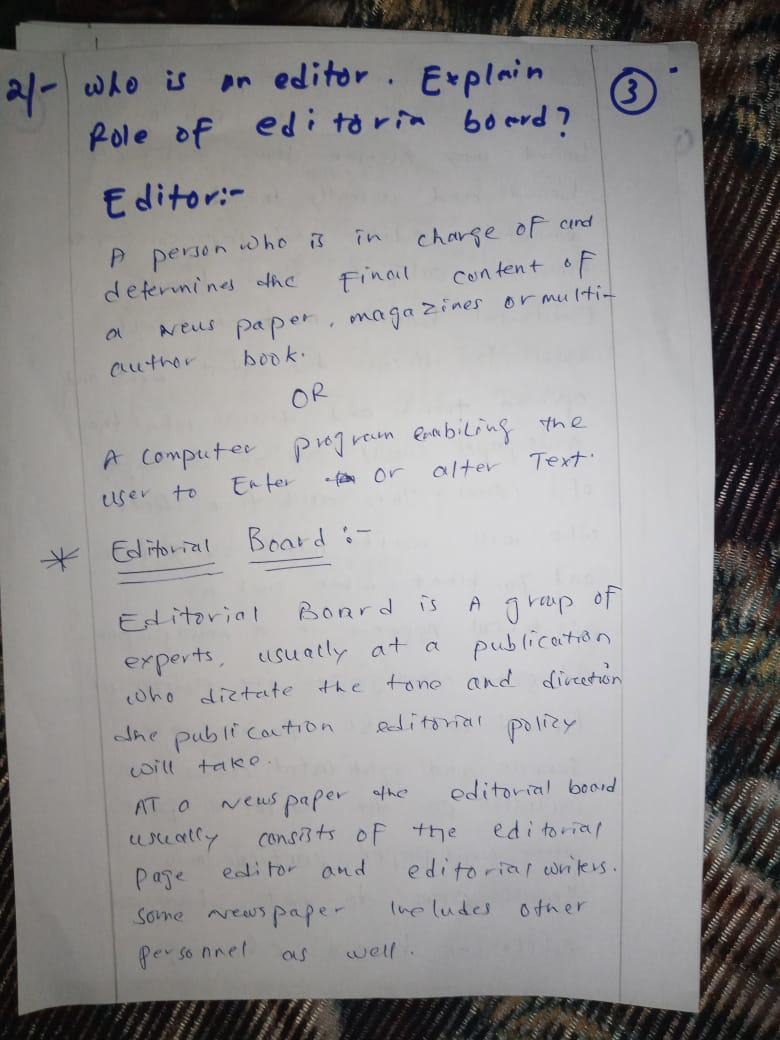 2/- who is an editor. Explain
Role of editoria board?
3
Editor:-
A person who is in charge of and
determines the Final content of
a News paper, magazines or multi-
author book.
OR
A Computer program enabiling the
user to Enter or alter Text.
* Editorial Board :-
Editorial Board is A group of
experts, usually at a publication
who dictate the tone and direction
the publication editorial policy
will take.
AT a News paper the editorial board
usually consists of the editorial
Page editor and editorial writers.
Some News paper Includes other
personnel as well.